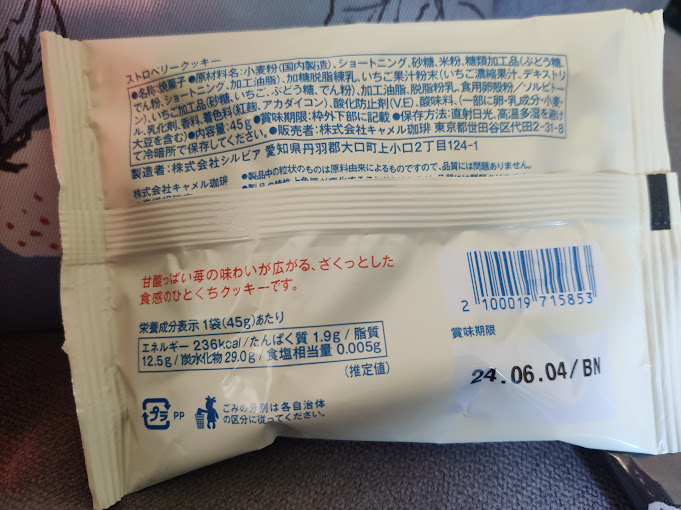 ストロベリークッキー
●名称:焼菓子●原材料名:小麦粉(国内製造)、ショートニング、砂糖、米粉、糖類加工品(ぶどう糖、
でん粉、ショートニング、加工油脂)、加糖脱脂練乳、いちご果汁粉末(いちご濃縮果汁、デキストリ
ン)、いちご加工品(砂糖、いちご、ぶどう糖、でん粉)、加工油脂、脱脂粉乳、食用卵殻粉/ソルビトー
ル、乳化剤、香料、着色料(紅麹、アカダイコン)、酸化防止剤(V.E)、酸味料、(一部に卵・乳成分・小麦・
大豆を含む)●内容量:45g●賞味期限:枠外下部に記載●保存方法:直射日光、高温多湿を避け
て冷暗所で保存してください。●販売者:株式会社キャメル珈琲 東京都世田谷区代田2-31-8
製造者:株式会社シルビア 愛知県丹羽郡大口町上小口2丁目124-1
●製品中の粒状のものは原料由来によるものですので、品質には問題ありません。
株式会社キャメル珈琲
甘酸っぱい苺の味わいが広がる、ざくっとした
食感のひとくちクッキーです。
栄養成分表示 1袋(45g)あたり
エネルギー 236kcal/たんぱく質 1.9g/脂質
12.5g/炭水化物 29.0g/食塩相当量 0.005g
(推定値)
プラ PP
ごみの分別は各自治体
の区分に従ってください。
2 100019 715853
賞味期限
24.06.04/BN